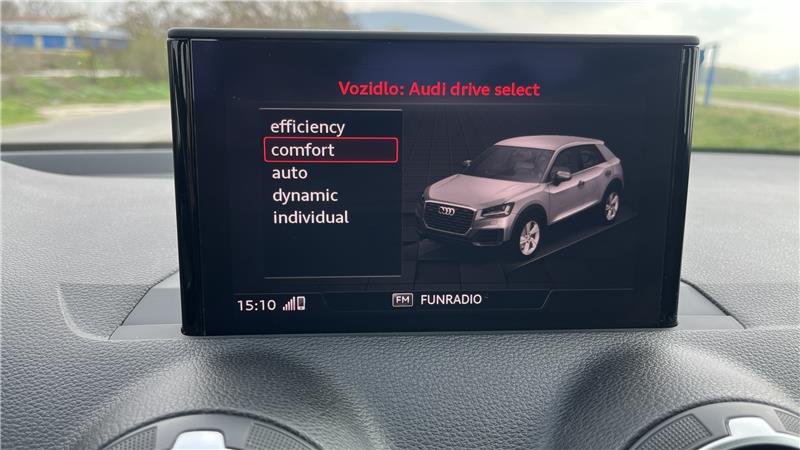 Vozidlo: Audi drive select
efficiency
comfort
auto
dynamic
individual
15:10
FM FUNRADIO